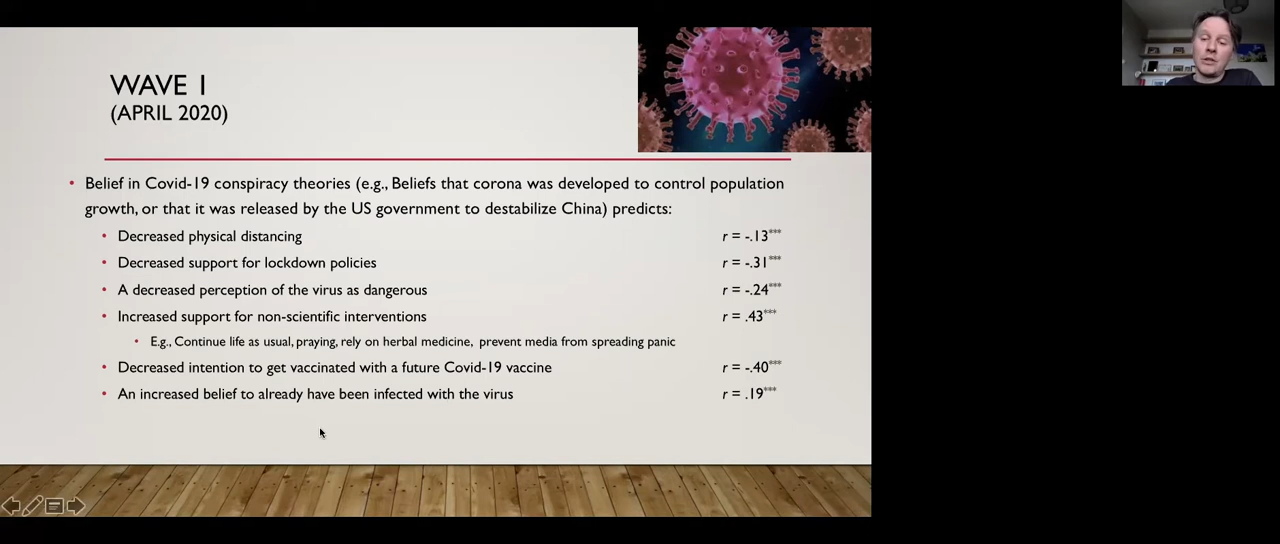 WAVE 1
(APRIL 2020)
• Belief in Covid-19 conspiracy theories (e.g., Beliefs that corona was developed to control population
growth, or that it was released by the US government to destabilize China) predicts:
• Decreased physical distancing r = -.13***
• Decreased support for lockdown policies r = -.31***
• A decreased perception of the virus as dangerous r = -.24***
• Increased support for non-scientific interventions r = .43***
• E.g., Continue life as usual, praying, rely on herbal medicine, prevent media from spreading panic
• Decreased intention to get vaccinated with a future Covid-19 vaccine r = -.40***
• An increased belief to already have been infected with the virus r = .19***